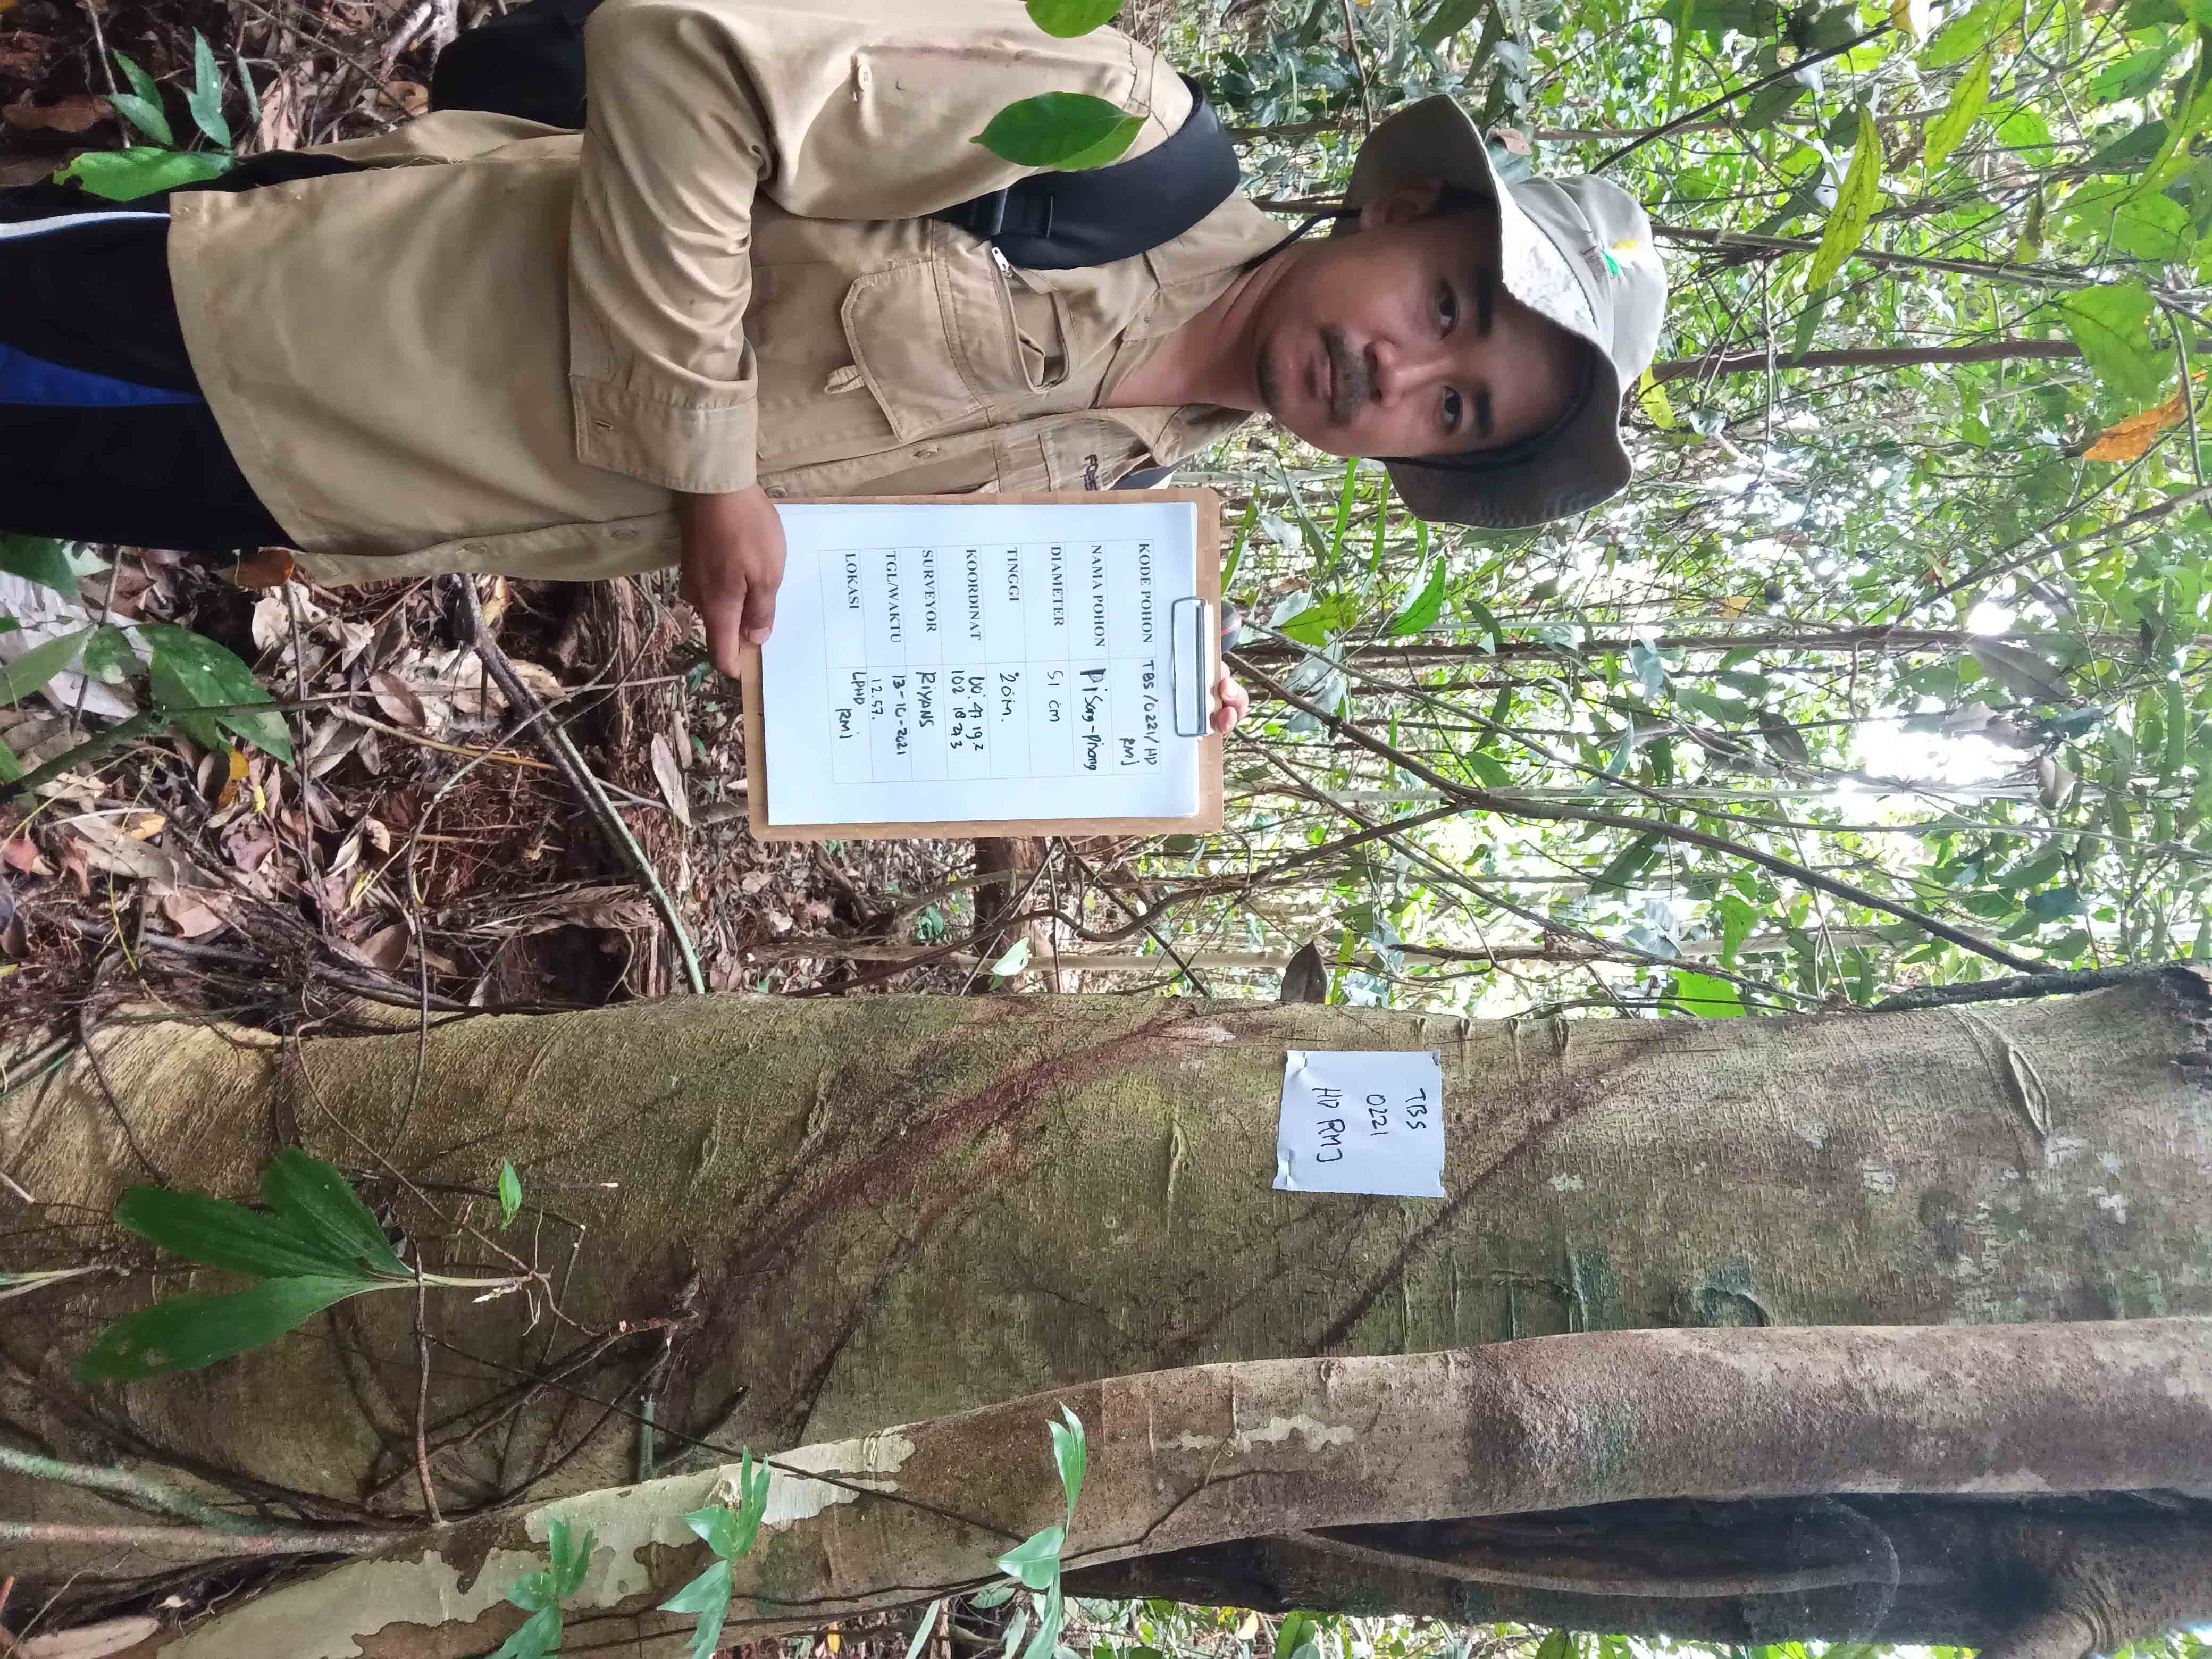 TBS
0221
HD RMJ
KODE POHON TBS/0221/HD
RMJ
NAMA POHON Pisang-pisang
DIAMETER 51 cm
TINGGI 20m.
KOORDINAT 00. 47 19.2
102 18
SURVEYOR RIYANS
TGL/WAKTU 13-10-2021
12.57.
LOKASI LPHD
RMJ